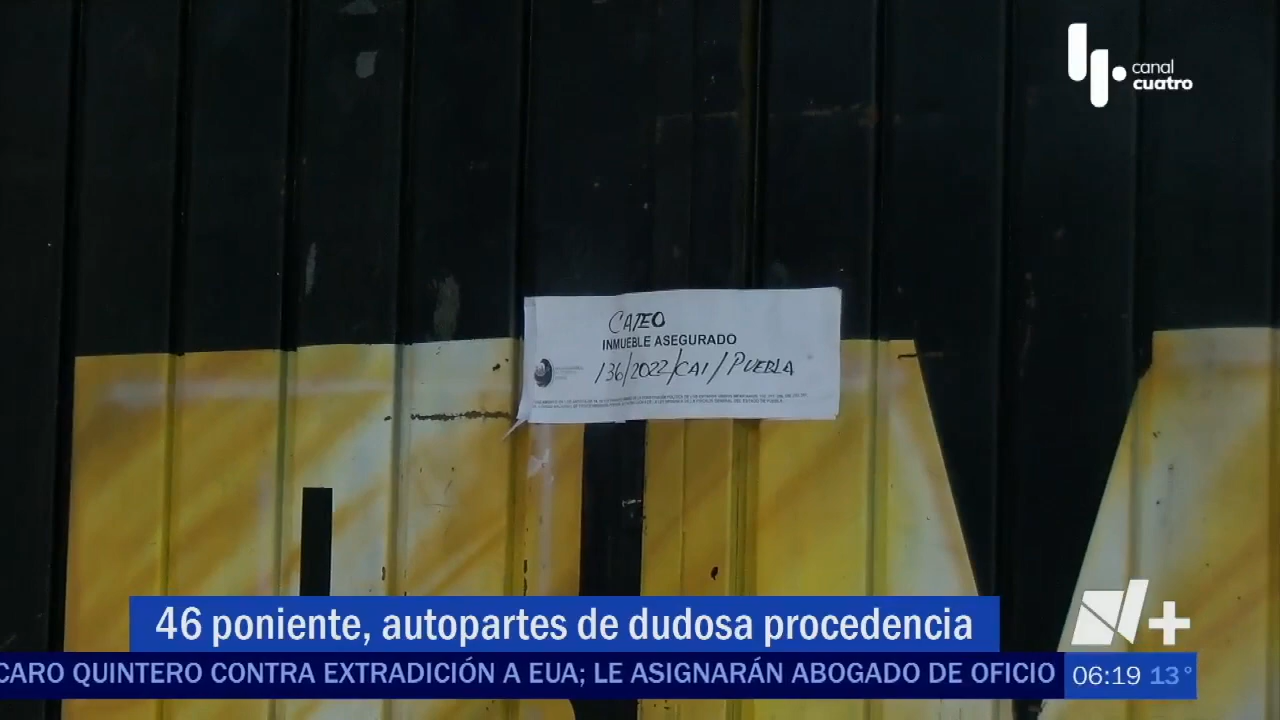 canal
cuatro
CATEO
INMUEBLE ASEGURADO
136/2022/CAI/PUEBLA
46 poniente, autopartes de dudosa procedencia
CARO QUINTERO CONTRA EXTRADICIÓN A EUA; LE ASIGNARÁN ABOGADO DE OFICIO
06:19 13°